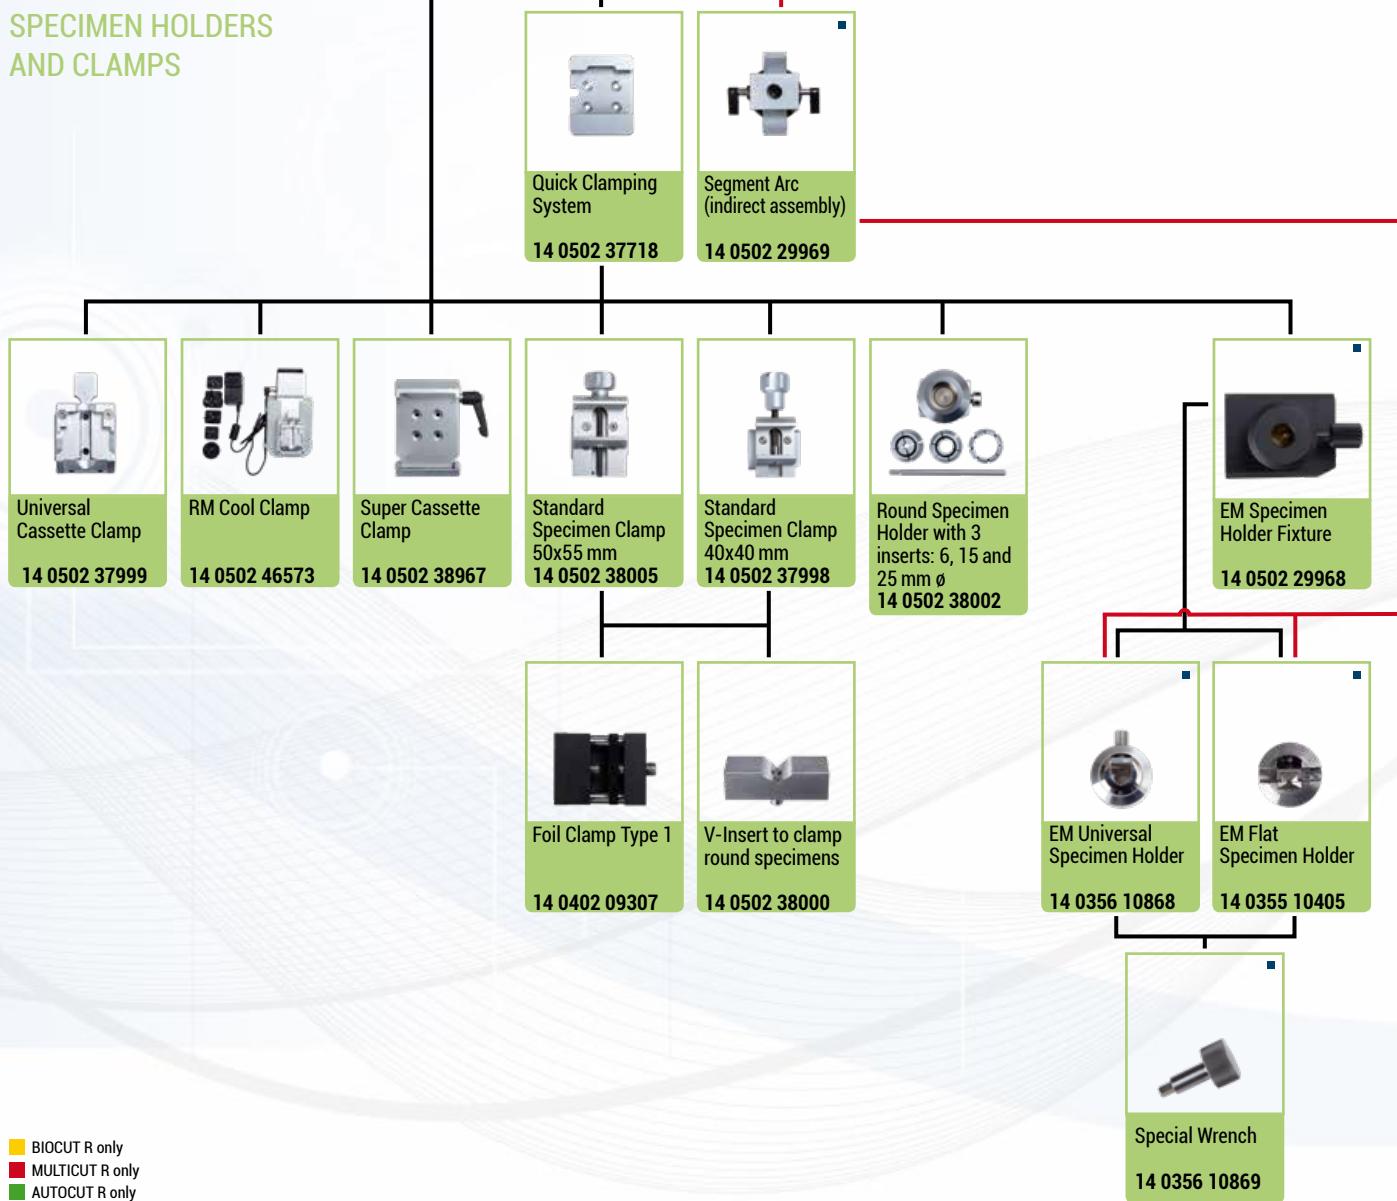 SPECIMEN HOLDERS
AND CLAMPS
Quick Clamping
System
14 0502 37718
Segment Arc
(indirect assembly)
14 0502 29969
Universal
Cassette Clamp
14 0502 37999
RM Cool Clamp
14 0502 46573
Super Cassette
Clamp
14 0502 38967
Standard
Specimen Clamp
50x55 mm
14 0502 38005
Standard
Specimen Clamp
40x40 mm
14 0502 37998
Round Specimen
Holder with 3
inserts: 6, 15 and
25 mm ø
14 0502 38002
EM Specimen
Holder Fixture
14 0502 29968
Foil Clamp Type 1
14 0402 09307
V-Insert to clamp
round specimens
14 0502 38000
EM Universal
Specimen Holder
14 0356 10868
EM Flat
Specimen Holder
14 0355 10405
Special Wrench
14 0356 10869
BIOCUT R only
MULTICUT R only
AUTOCUT R only